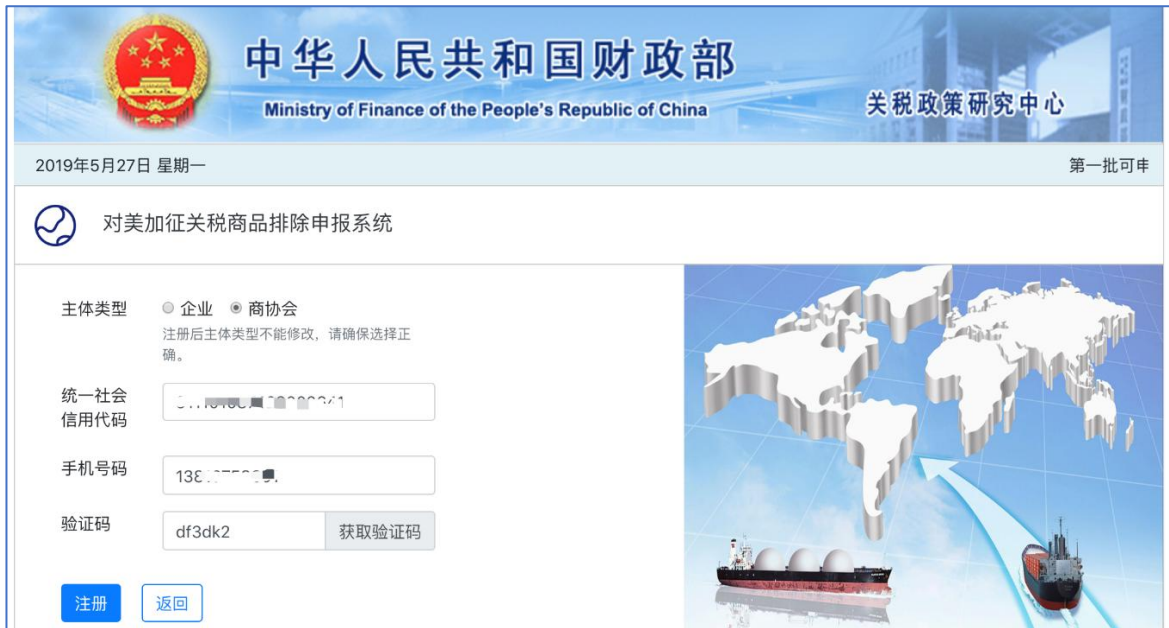 中华人民共和国财政部
Ministry of Finance of the People's Republic of China
关税政策研究中心
2019年5月27日 星期一
第一批可申
对美加征关税商品排除申报系统
主体类型
企业 商协会
注册后主体类型不能修改，请确保选择正
确。
统一社会
信用代码
手机号码
验证码
df3dk2
获取验证码
注册
返回